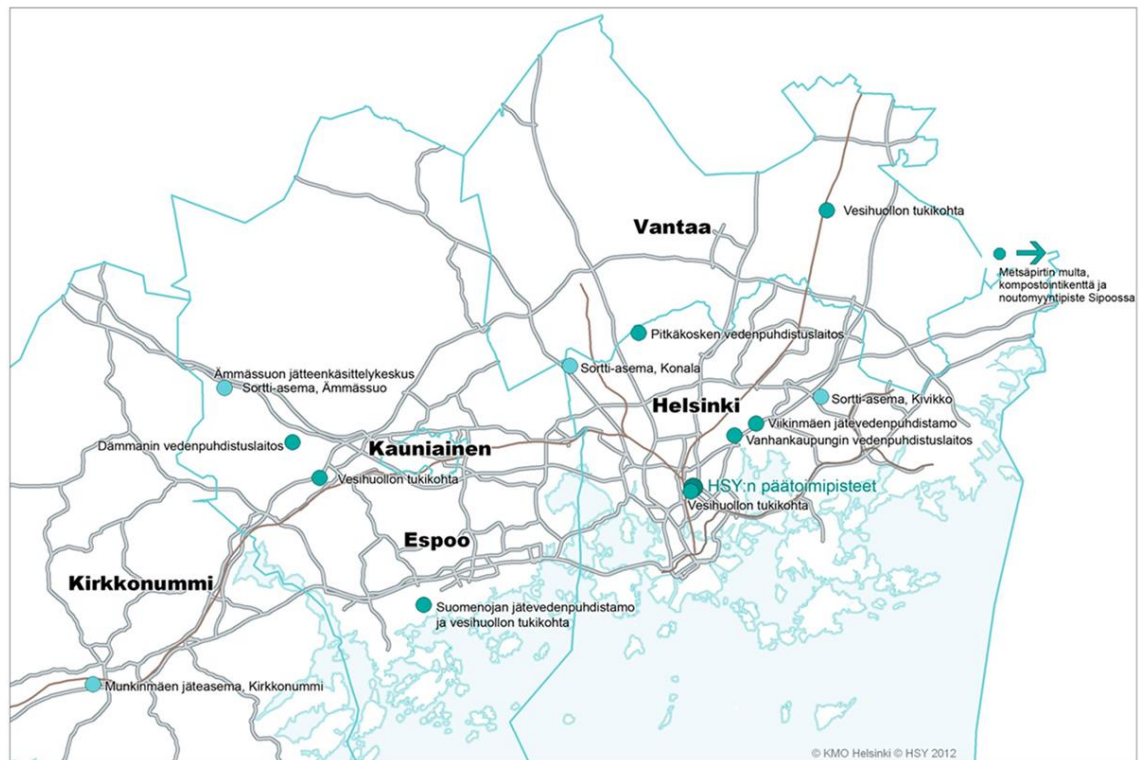 Vesihuollon tukikohta
Vantaa
Metsäpirtin multa,
kompostointikenttä ja
noutomyyntipiste Sipoossa
Pitkäkosken vedenpuhdistuslaitos
Sortti-asema, Konala
Ämmässuon jätteenkäsittelykeskus
Sortti-asema, Ämmässuo
Sortti-asema, Kivikko
Helsinki
Viikinmäen jätevedenpuhdistamo
Vanhankaupungin vedenpuhdistuslaitos
Dämmanin vedenpuhdistuslaitos
Kauniainen
Vesihuollon tukikohta
HSY:n päätoimipisteet
Vesihuollon tukikohta
Espoo
Kirkkonummi
Suomenojan jätevedenpuhdistamo
ja vesihuollon tukikohta
Munkinmäen jäteasema, Kirkkonummi
© KMO Helsinki © HSY 2012